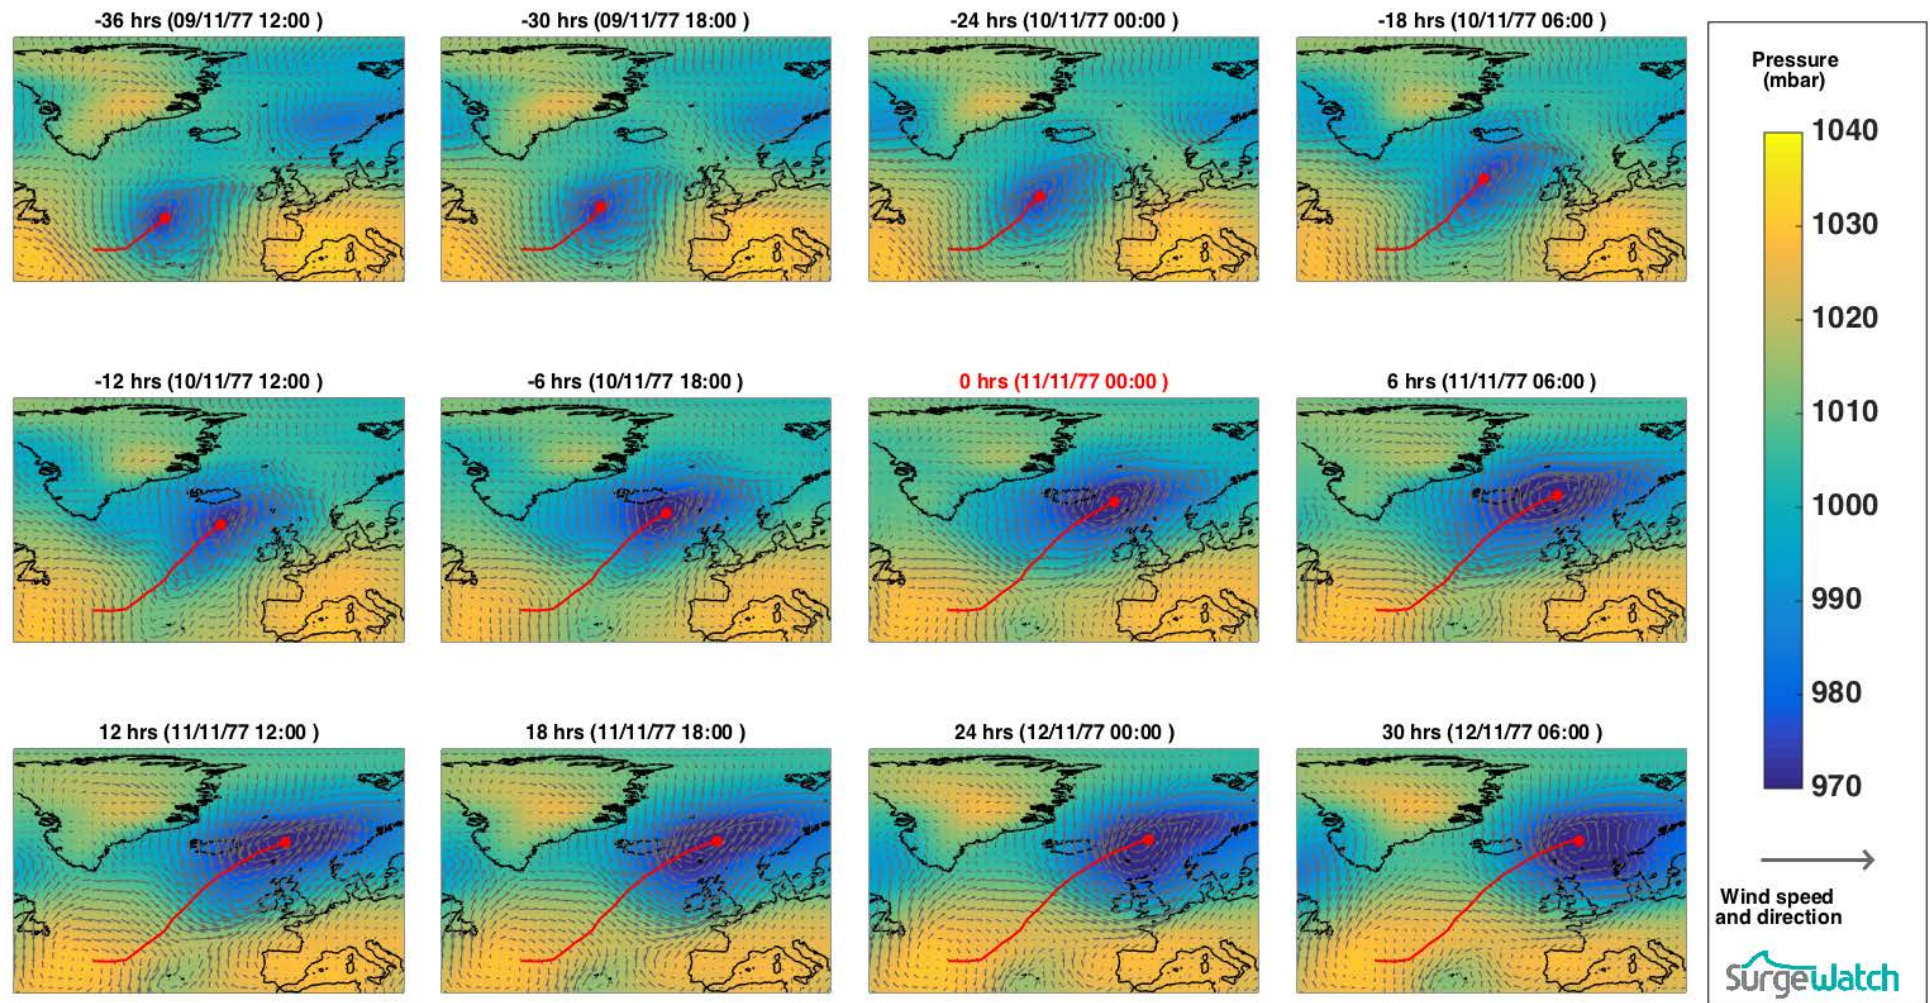 -36 hrs (09/11/77 12:00 )
-30 hrs (09/11/77 18:00 )
-24 hrs (10/11/77 00:00 )
-18 hrs (10/11/77 06:00 )
-12 hrs (10/11/77 12:00 )
-6 hrs (10/11/77 18:00 )
0 hrs (11/11/77 00:00 )
6 hrs (11/11/77 06:00 )
12 hrs (11/11/77 12:00 )
18 hrs (11/11/77 18:00 )
24 hrs (12/11/77 00:00 )
30 hrs (12/11/77 06:00 )
Pressure
(mbar)
1040
1030
1020
1010
1000
990
980
970
Wind speed
and direction
SurgeWatch